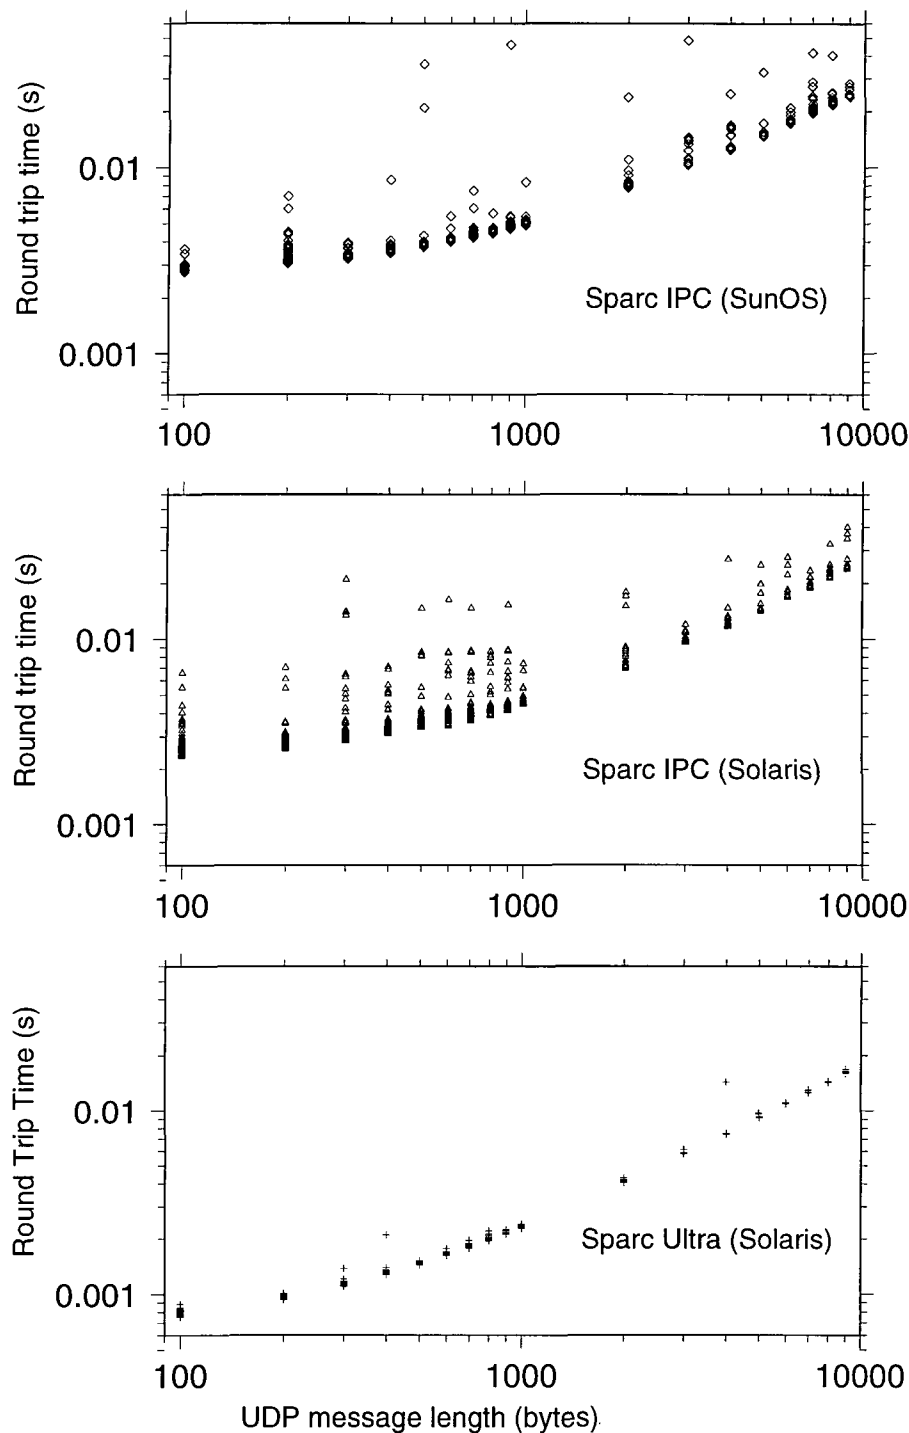 Round trip time (s)
0.01
0.001
Sparc IPC (SunOS)
100 1000 10000
Round trip time (s)
0.01
0.001
Sparc IPC (Solaris)
100 1000 10000
Round Trip Time (s)
0.01
0.001
Sparc Ultra (Solaris)
100 1000 10000
UDP message length (bytes)